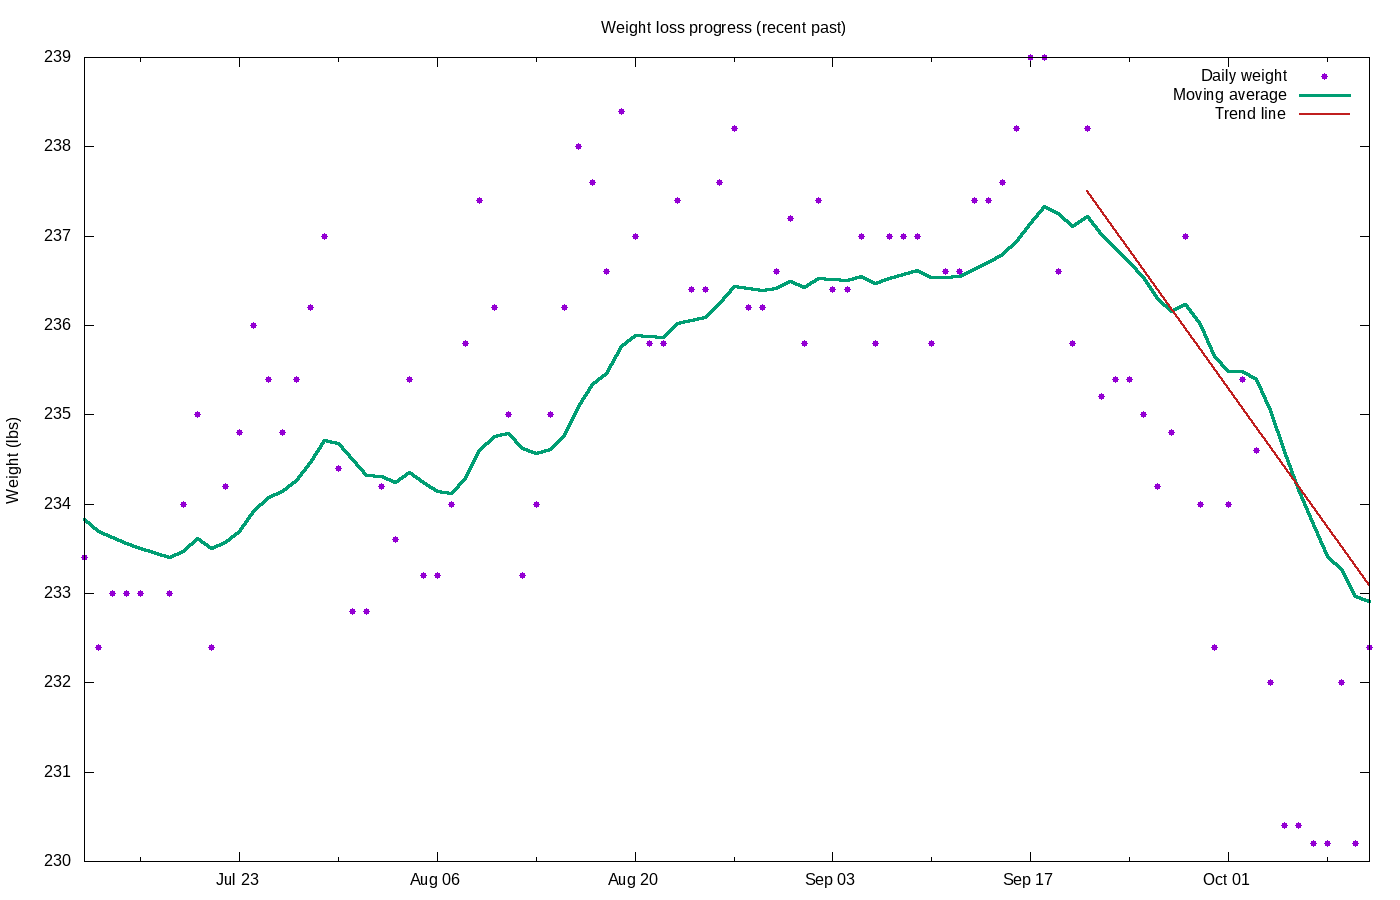 Weight loss progress (recent past)
239
238
237
236
235
234
233
232
231
230
Weight (lbs)
Daily weight
Moving average
Trend line
Jul 23
Aug 06
Aug 20
Sep 03
Sep 17
Oct 01